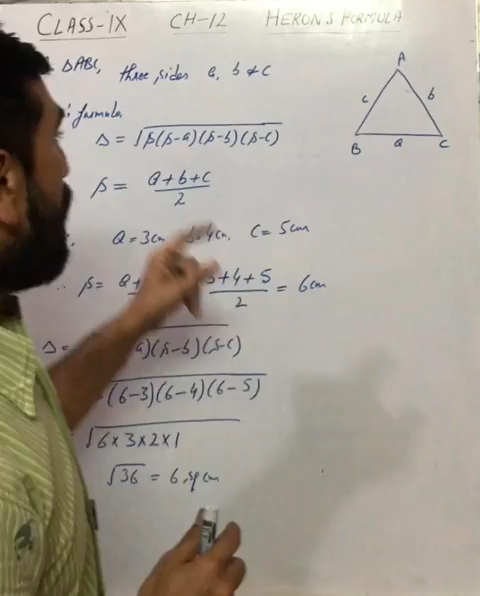 CLASS-IX CH-12 HERON'S FORMULA
ΔABC, three sides a, b & c
formula
Δ = √s(s-a)(s-b)(s-c)
s = a+b+c / 2
a=3cm b=4cm, c=5cm
∴ s= 3+4+5 / 2 = 6cm
Δ= a)(s-b)(s-c)
(6-3)(6-4)(6-5)
√6×3×2×1
√36 = 6 sq cm
A
c b
B a C